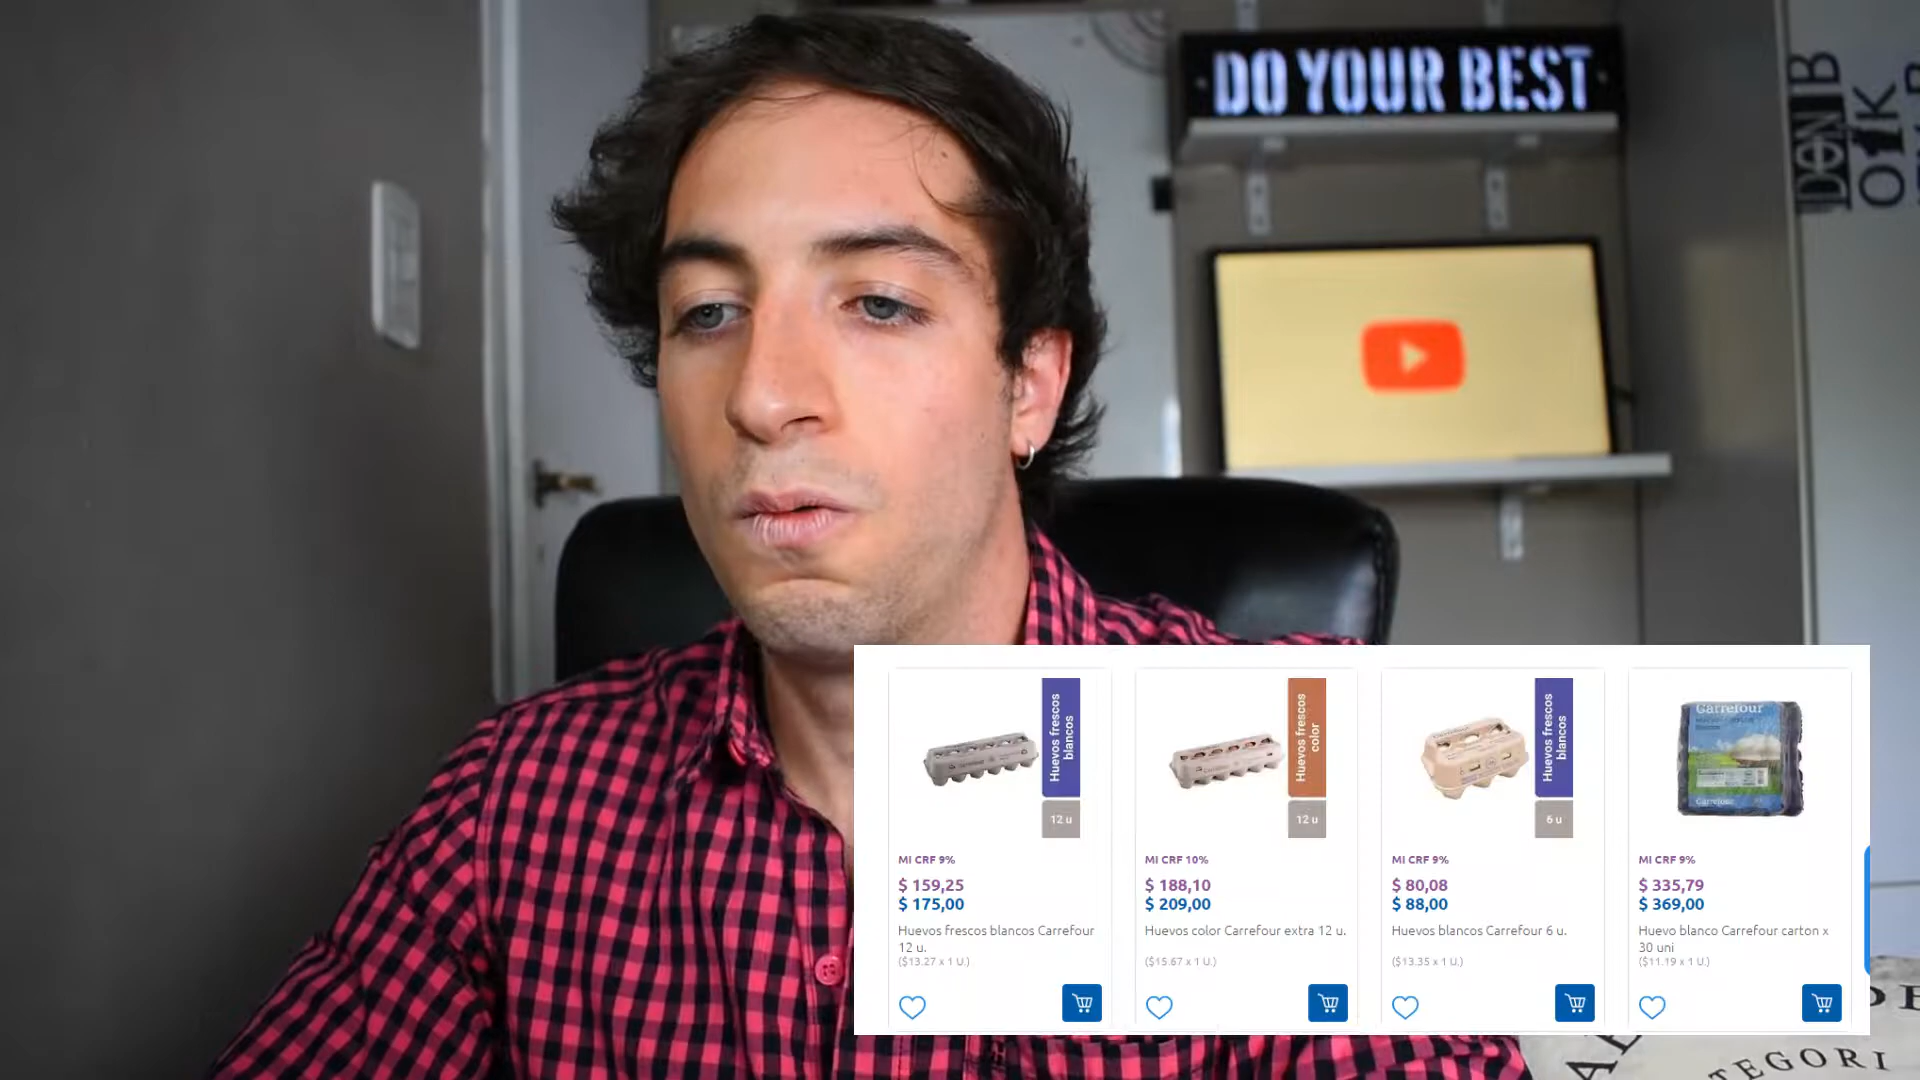 DO YOUR BEST
Huevos frescos
blancos
12 u
MI CRF 9%
$ 159,25
$ 175,00
Huevos frescos blancos Carrefour
12 u.
($13.27 x 1 U.)
Huevos frescos
color
12 u
MI CRF 10%
$ 188,10
$ 209,00
Huevos color Carrefour extra 12 u.
($15.67 x 1 U.)
Huevos frescos
blancos
6 u
MI CRF 9%
$ 80,08
$ 88,00
Huevos blancos Carrefour 6 u.
($13.35 x 1 U.)
Carrefour
Carrefour
MI CRF 9%
$ 335,79
$ 369,00
Huevo blanco Carrefour carton x
30 uni
($11.19 x 1 U.)
TEGORI